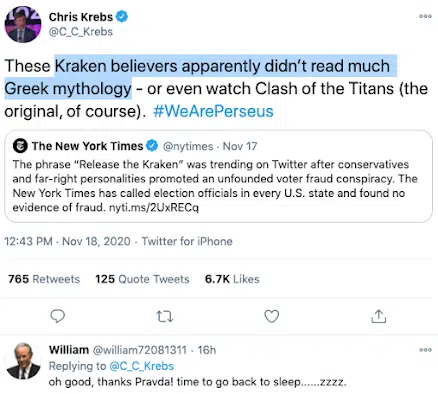 Chris Krebs
@C_C_Krebs
These Kraken believers apparently didn't read much
Greek mythology - or even watch Clash of the Titans (the
original, of course). #WeArePerseus
The New York Times @nytimes · Nov 17
The phrase "Release the Kraken" was trending on Twitter after conservatives
and far-right personalities promoted an unfounded voter fraud conspiracy. The
New York Times has called election officials in every U.S. state and found no
evidence of fraud. nyti.ms/2UxRECq
12:43 PM · Nov 18, 2020 · Twitter for iPhone
765 Retweets 125 Quote Tweets 6.7K Likes
William @william72081311 · 16h
Replying to @C_C_Krebs
oh good, thanks Pravda! time to go back to sleep......zzzz.